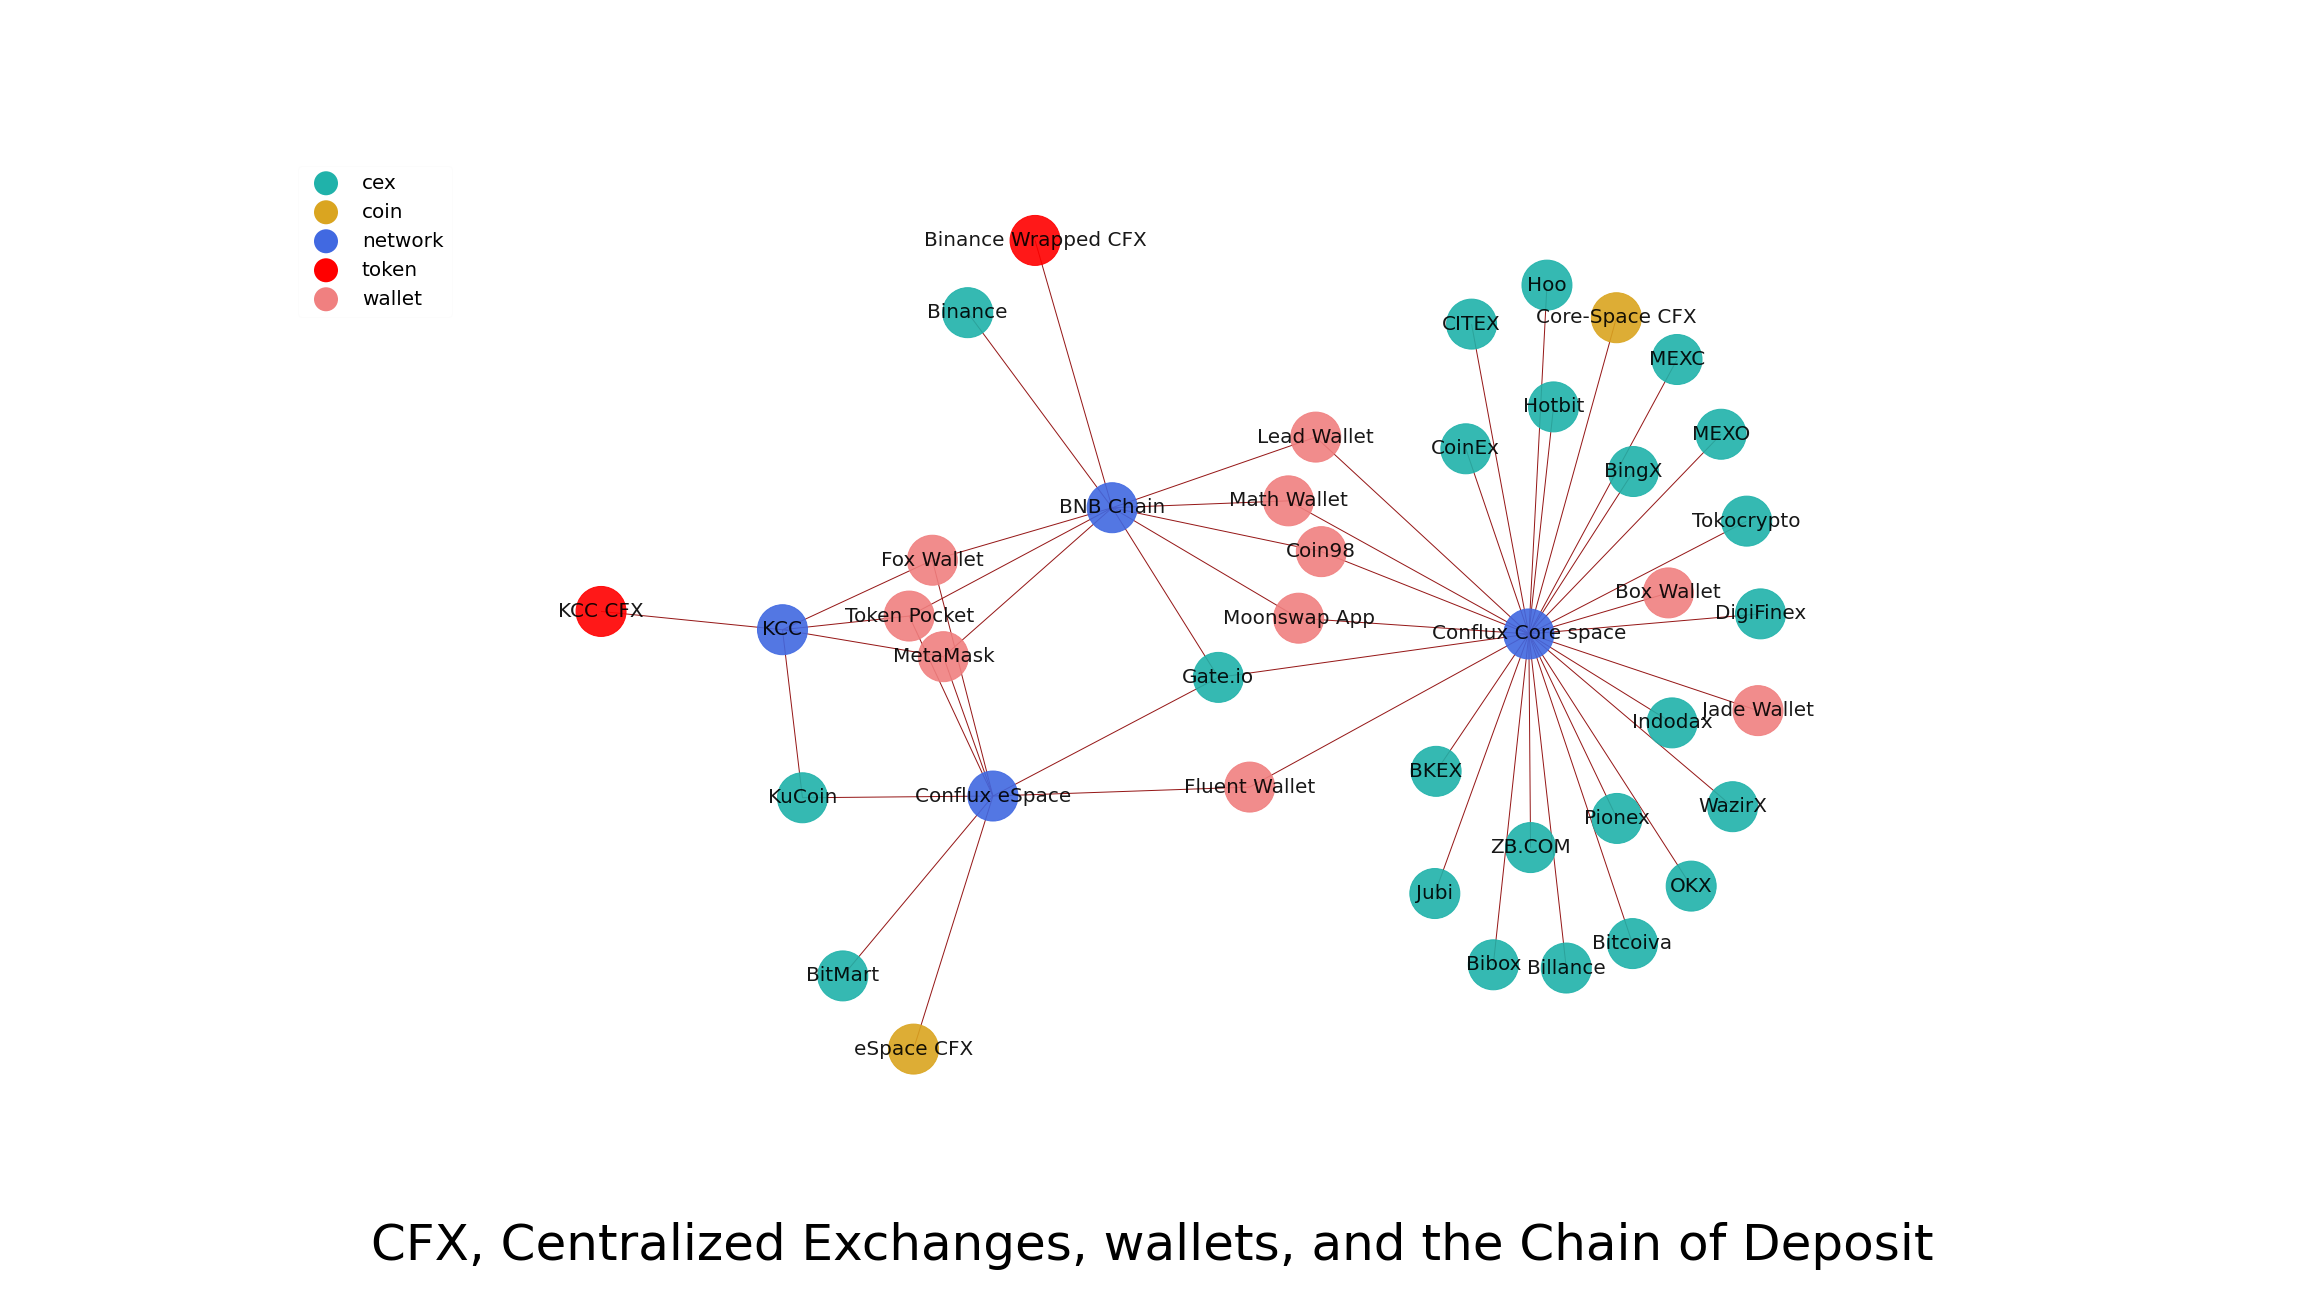 cex
coin
network
token
wallet
Binance Wrapped CFX
Binance
Hoo
Core-Space CFX
CITEX
MEXC
Hotbit
MEXO
Lead Wallet
CoinEx
BingX
Math Wallet
BNB Chain
Tokocrypto
Coin98
Fox Wallet
Box Wallet
KCC CFX
Token Pocket
Moonswap App
DigiFinex
KCC
Conflux Core space
MetaMask
Gate.io
Jade Wallet
Indodax
BKEX
Fluent Wallet
KuCoin
Conflux eSpace
WazirX
Pionex
ZB.COM
OKX
Jubi
Bitcoiva
Bibox
Billance
BitMart
eSpace CFX
CFX, Centralized Exchanges, wallets, and the Chain of Deposit